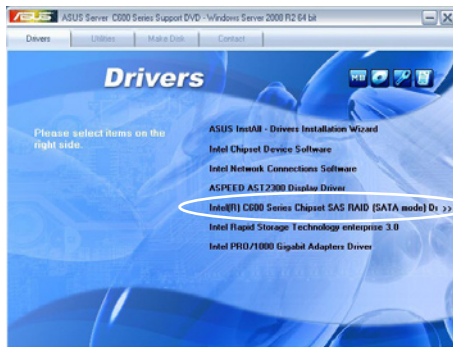 ASUS ASUS Server C600 Series Support DVD - Windows Server 2008 R2 64 bit
Drivers Utilities Make Disk Contact
Drivers
MB
Please select items on the
right side.
ASUS InstAll - Drivers Installation Wizard
Intel Chipset Device Software
Intel Network Connections Software
ASPEED AST2300 Display Driver
Intel(R) C600 Series Chipset SAS RAID (SATA mode) Dr >>
Intel Rapid Storage Technology enterprise 3.0
Intel PRO/1000 Gigabit Adapters Driver